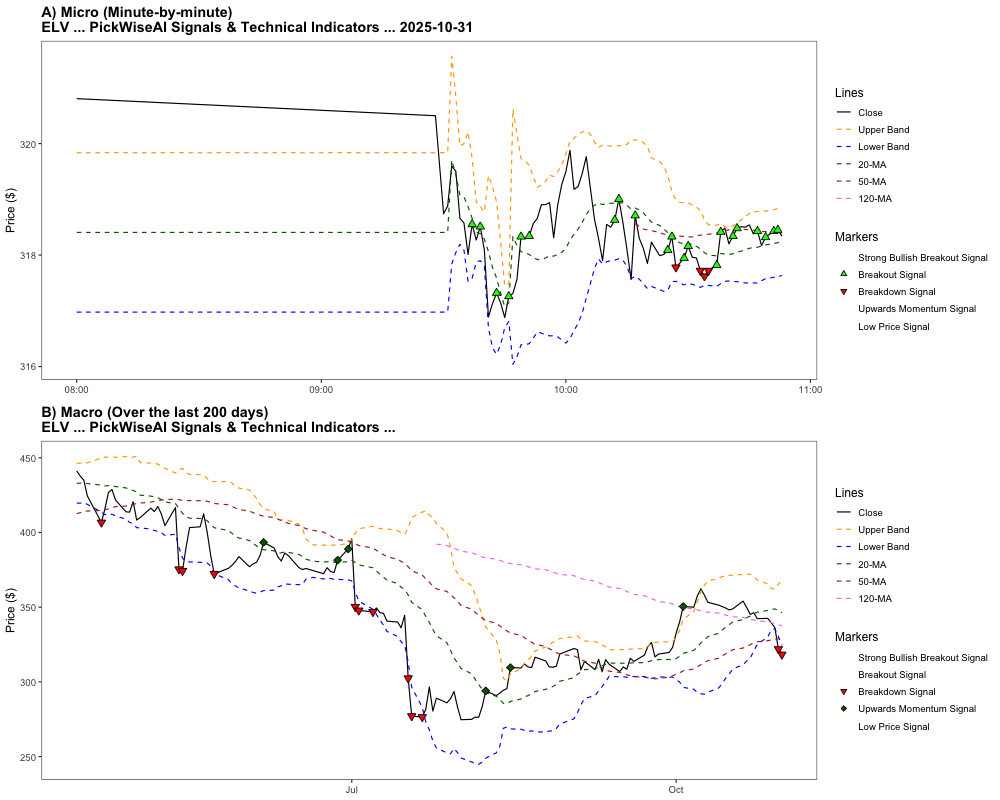 A) Micro (Minute-by-minute)
ELV ... PickWiseAI Signals & Technical Indicators ... 2025-10-31
Price ($)
320
318
316
08:00
09:00
10:00
11:00
Lines
Close
Upper Band
Lower Band
20-MA
50-MA
120-MA
Markers
Strong Bullish Breakout Signal
Breakout Signal
Breakdown Signal
Upwards Momentum Signal
Low Price Signal
B) Macro (Over the last 200 days)
ELV ... PickWiseAI Signals & Technical Indicators ...
Price ($)
450
400
350
300
250
Jul
Oct
Lines
Close
Upper Band
Lower Band
20-MA
50-MA
120-MA
Markers
Strong Bullish Breakout Signal
Breakout Signal
Breakdown Signal
Upwards Momentum Signal
Low Price Signal